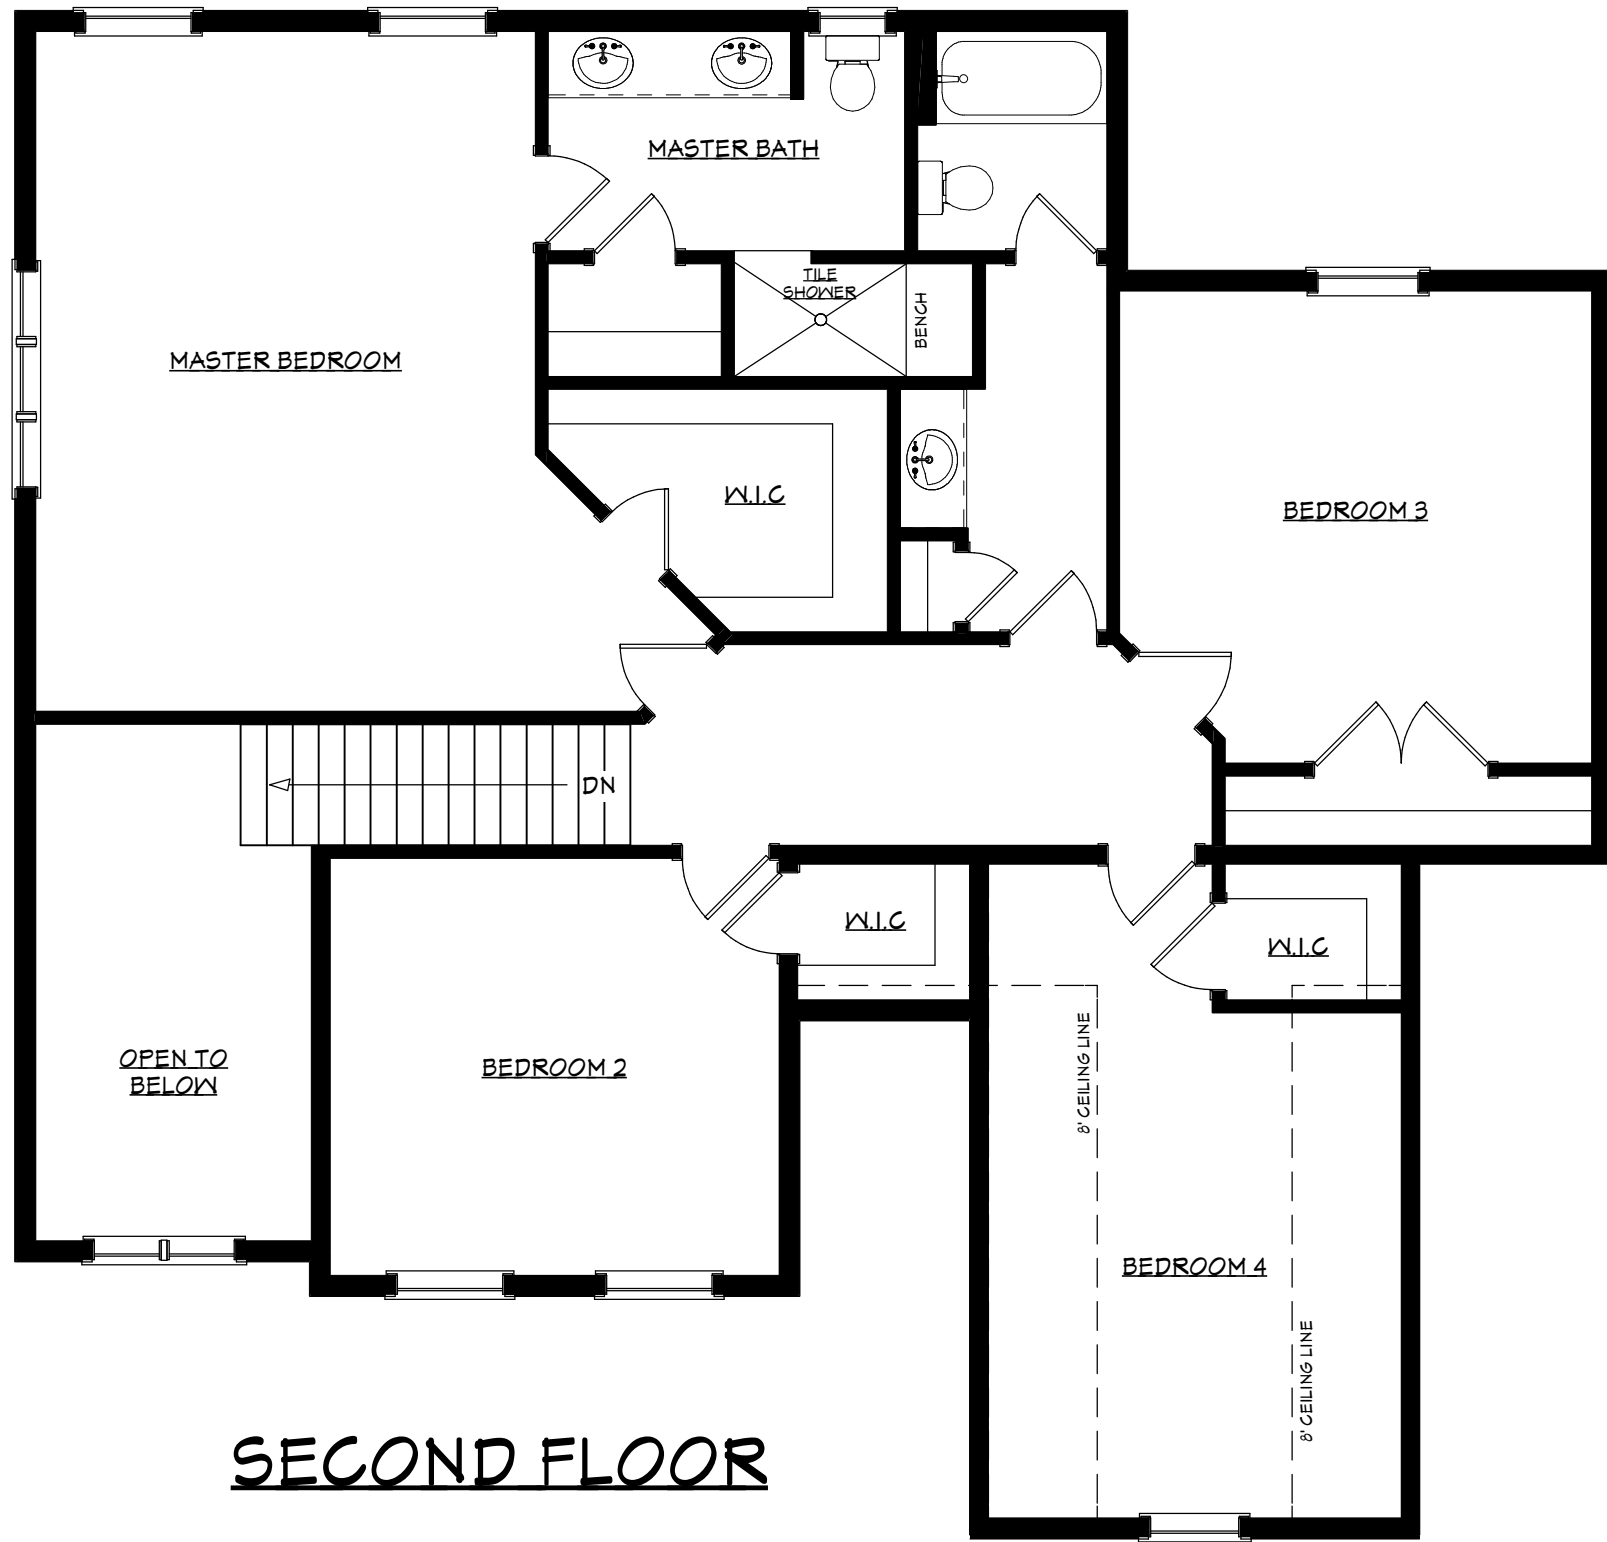 MASTER BATH
TILE
SHOWER
BENCH
MASTER BEDROOM
W.I.C
BEDROOM 3
DN
W.I.C
W.I.C
OPEN TO
BELOW
BEDROOM 2
8' CEILING LINE
BEDROOM 4
8' CEILING LINE
SECOND FLOOR